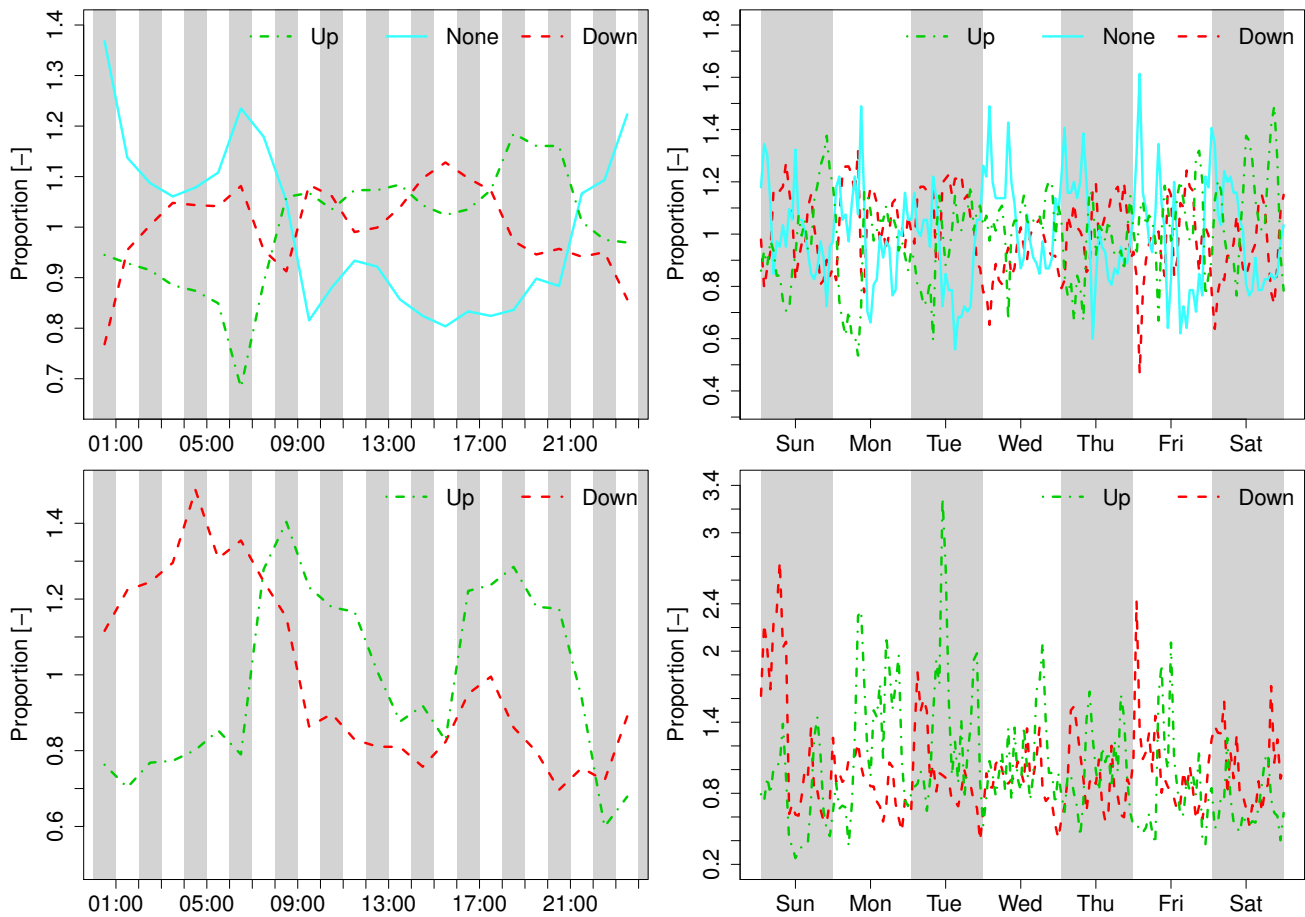 Up None Down
Proportion [−]
1.4
1.3
1.2
1.1
1
0.9
0.8
0.7
01:00 05:00 09:00 13:00 17:00 21:00
Up None Down
Proportion [−]
1.8
1.6
1.4
1.2
1
0.8
0.6
0.4
Sun Mon Tue Wed Thu Fri Sat
Up Down
Proportion [−]
1.4
1.2
1
0.8
0.6
01:00 05:00 09:00 13:00 17:00 21:00
Up Down
Proportion [−]
3.4
3
2.4
2
1.4
0.8
0.2
Sun Mon Tue Wed Thu Fri Sat